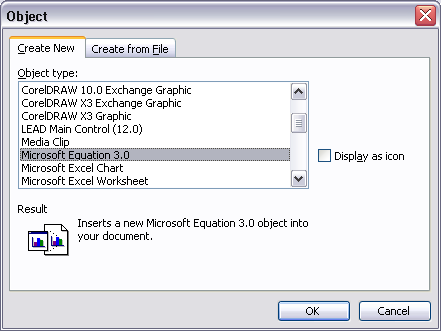 Object
Create New
Create from File
Object type:
CorelDRAW 10.0 Exchange Graphic
CorelDRAW X3 Exchange Graphic
CorelDRAW X3 Graphic
LEAD Main Control (12.0)
Media Clip
Microsoft Equation 3.0
Microsoft Excel Chart
Microsoft Excel Worksheet
Display as icon
Result
Inserts a new Microsoft Equation 3.0 object into
your document.
OK
Cancel